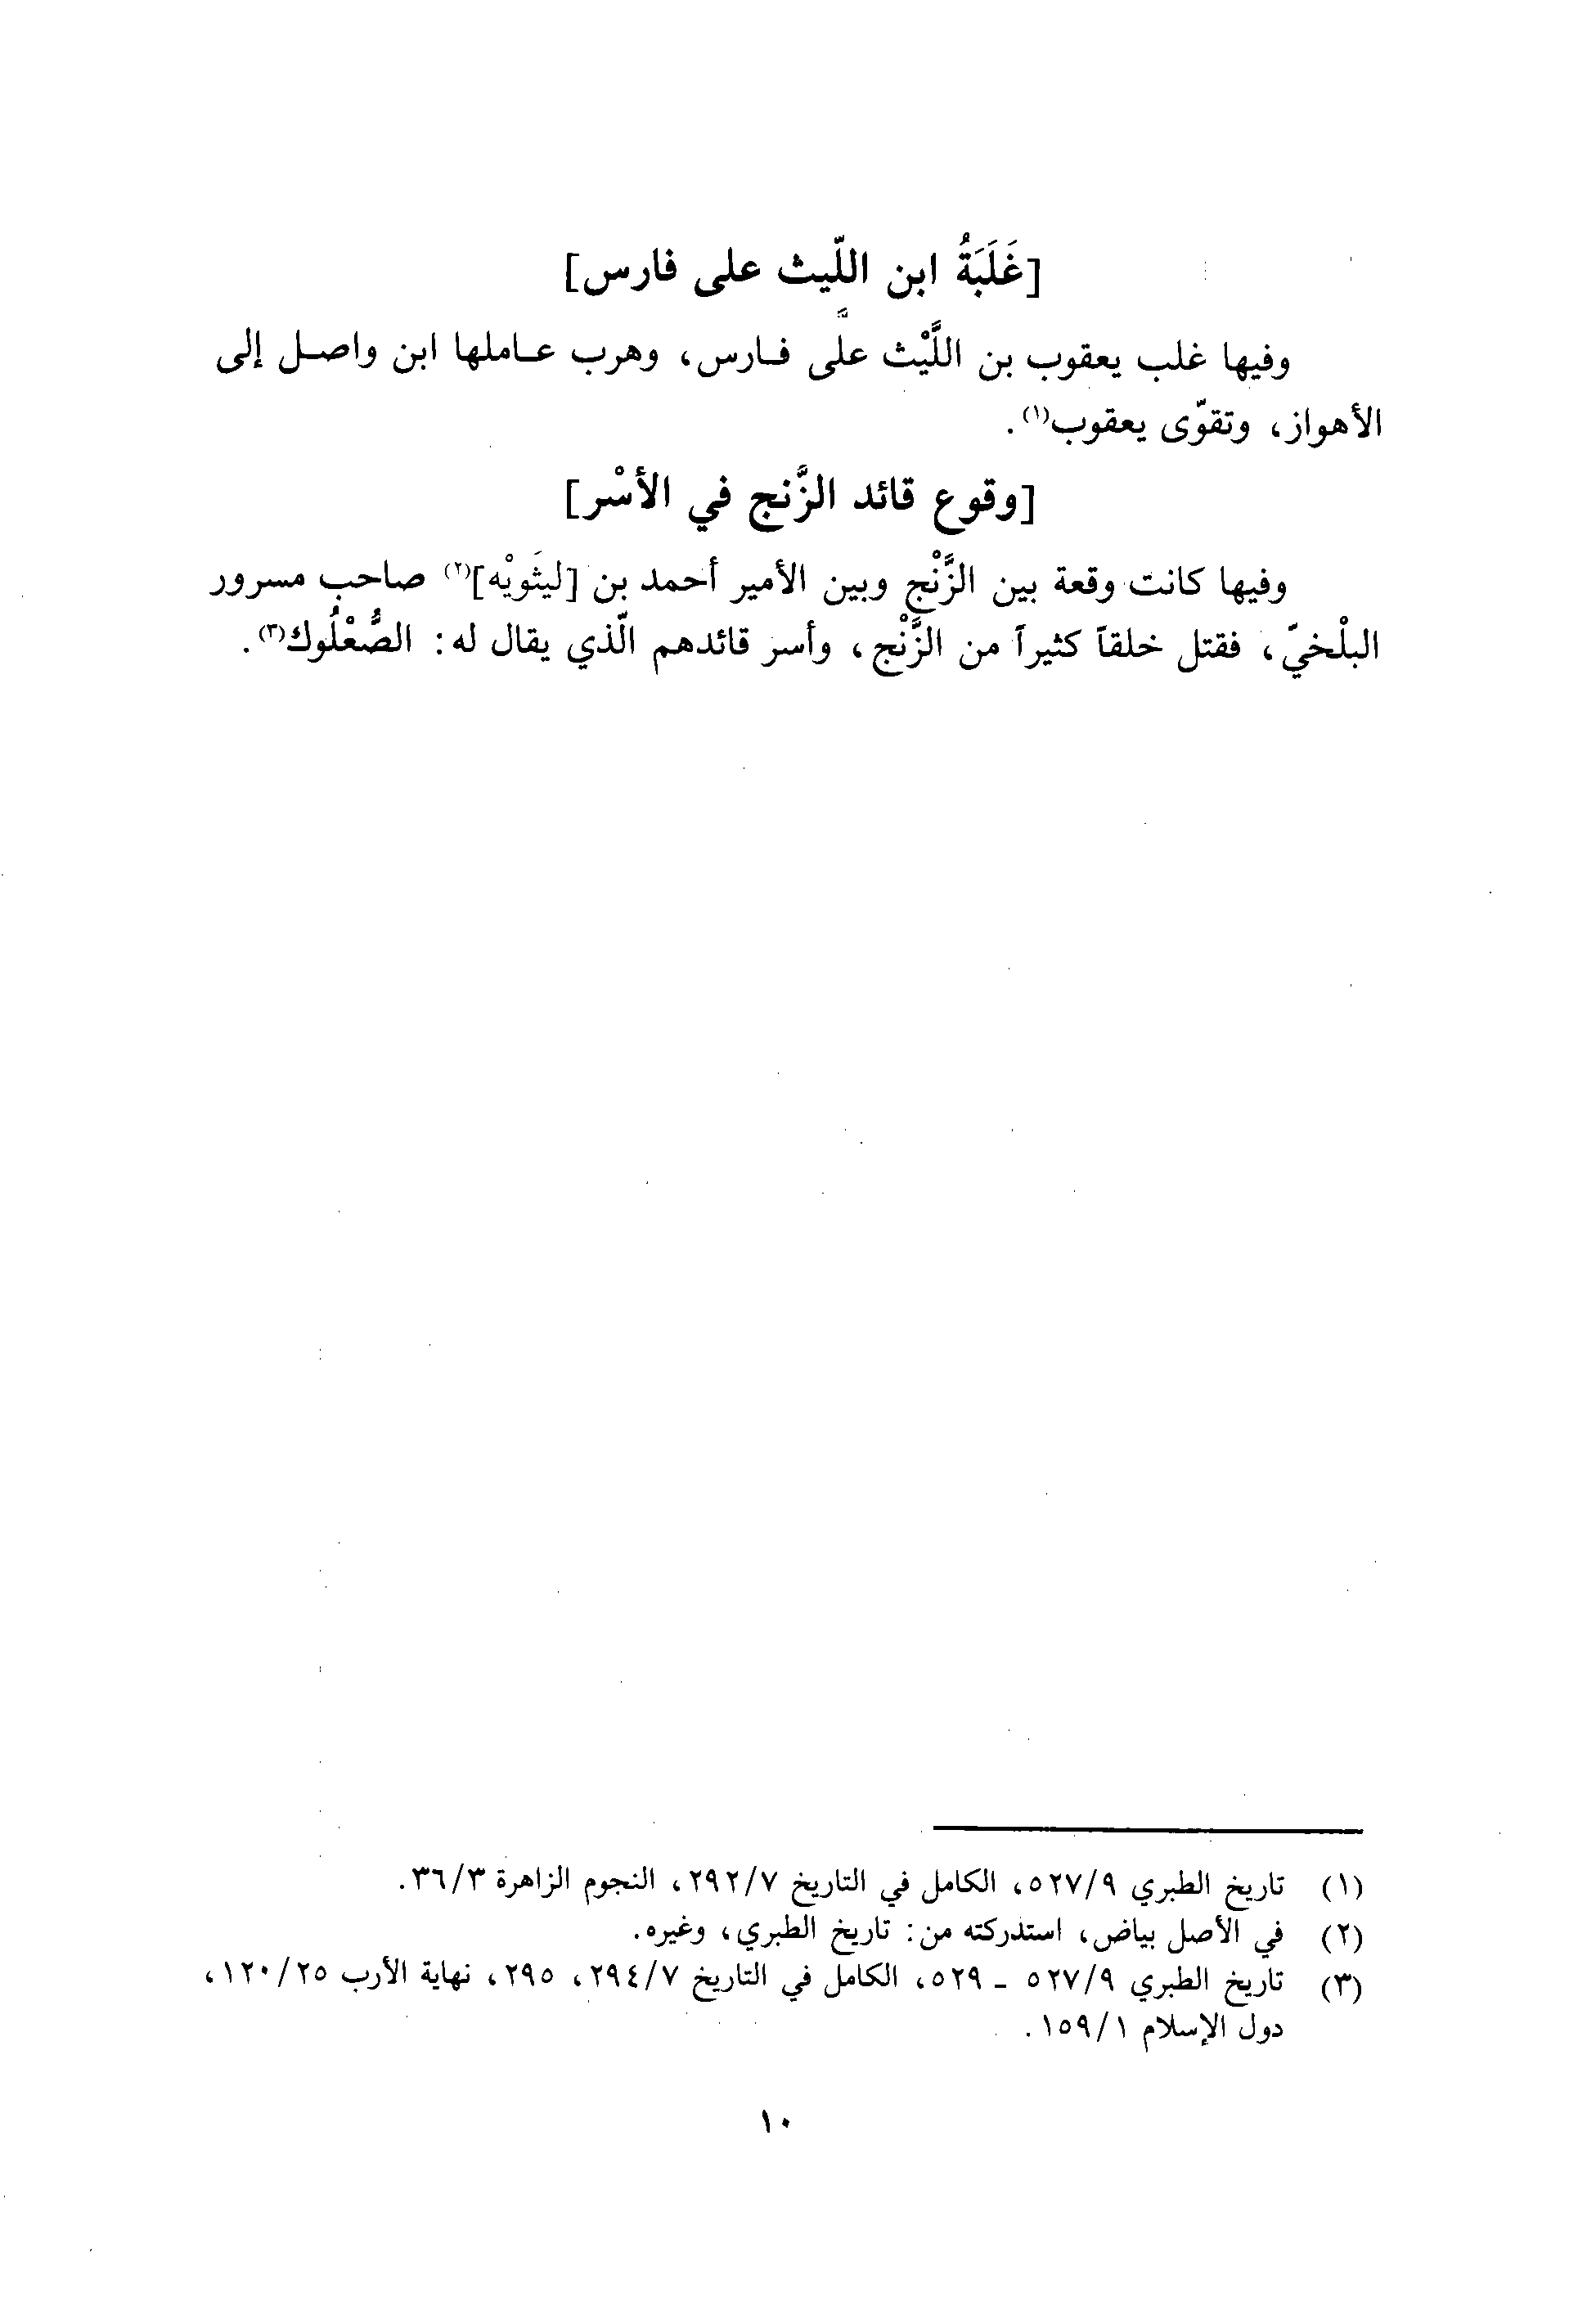 [غَلَبَةُ ابن اللّيث على فارس]
وفيها غلب يعقوب بن اللَّيْث على فارس، وهرب عاملها ابن واصل إلى
الأهواز، وتقوّى يعقوب(١).
[وقوع قائد الزَّنج في الأسْر]
وفيها كانت وقعة بين الزَّنْج وبين الأمير أحمد بن [ليثَويْه](٢) صاحب مسرور
البلْخيّ، فقتل خلقاً كثيراً من الزَّنْج، وأسر قائدهم الّذي يقال له: الصُّعْلُوك(٣).
(١) تاريخ الطبري ٥٢٧/٩، الكامل في التاريخ ٢٩٢/٧، النجوم الزاهرة ٣٦/٣.
(٢) في الأصل بياض، استدركته من: تاريخ الطبري، وغيره.
(٣) تاريخ الطبري ٥٢٧/٩ - ٥٢٩، الكامل في التاريخ ٢٩٤/٧، ٢٩٥، نهاية الأرب ١٢٠/٢٥،
دول الإسلام ١٥٩/١.
١٠